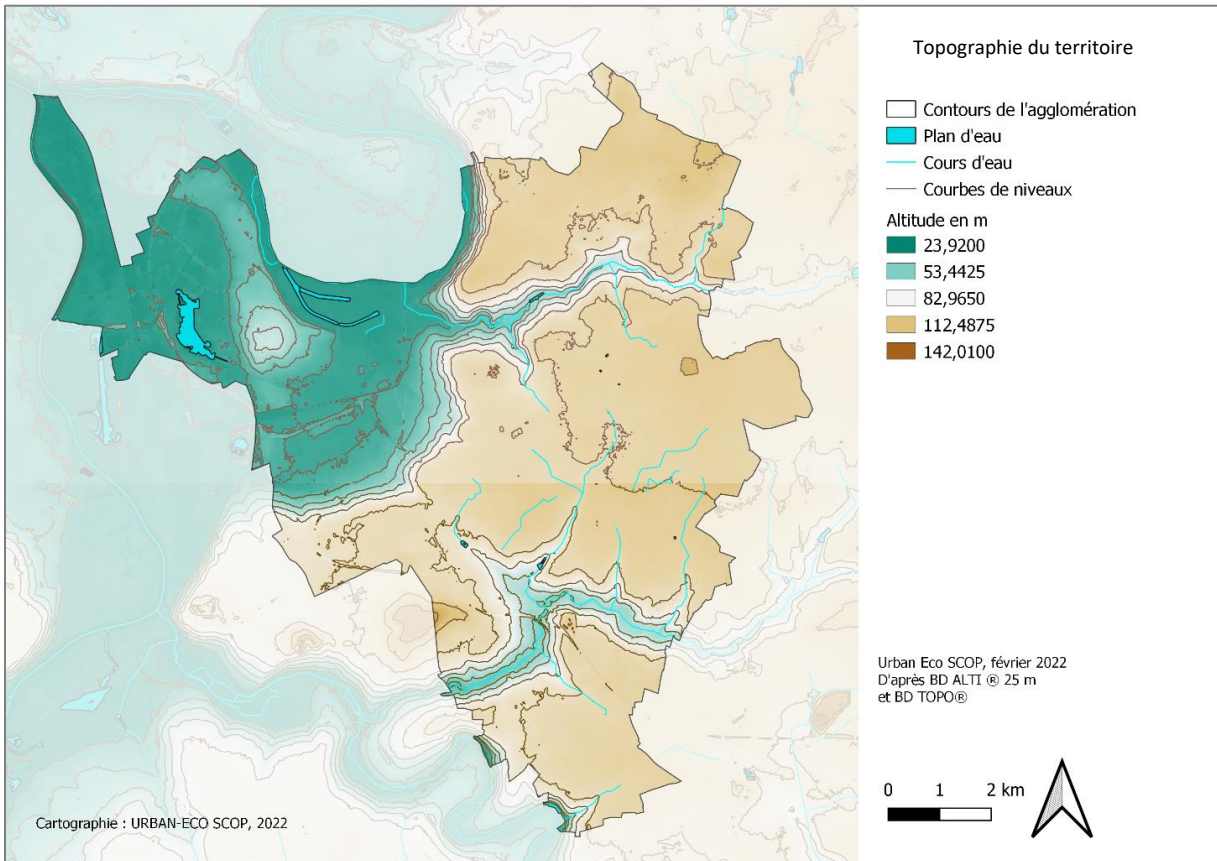 Topographie du territoire
Contours de l'agglomération
Plan d'eau
Cours d'eau
Courbes de niveaux
Altitude en m
23,9200
53,4425
82,9650
112,4875
142,0100
Urban Eco SCOP, février 2022
D'après BD ALTI ® 25 m
et BD TOPO®
0 1 2 km
Cartographie : URBAN-ECO SCOP, 2022